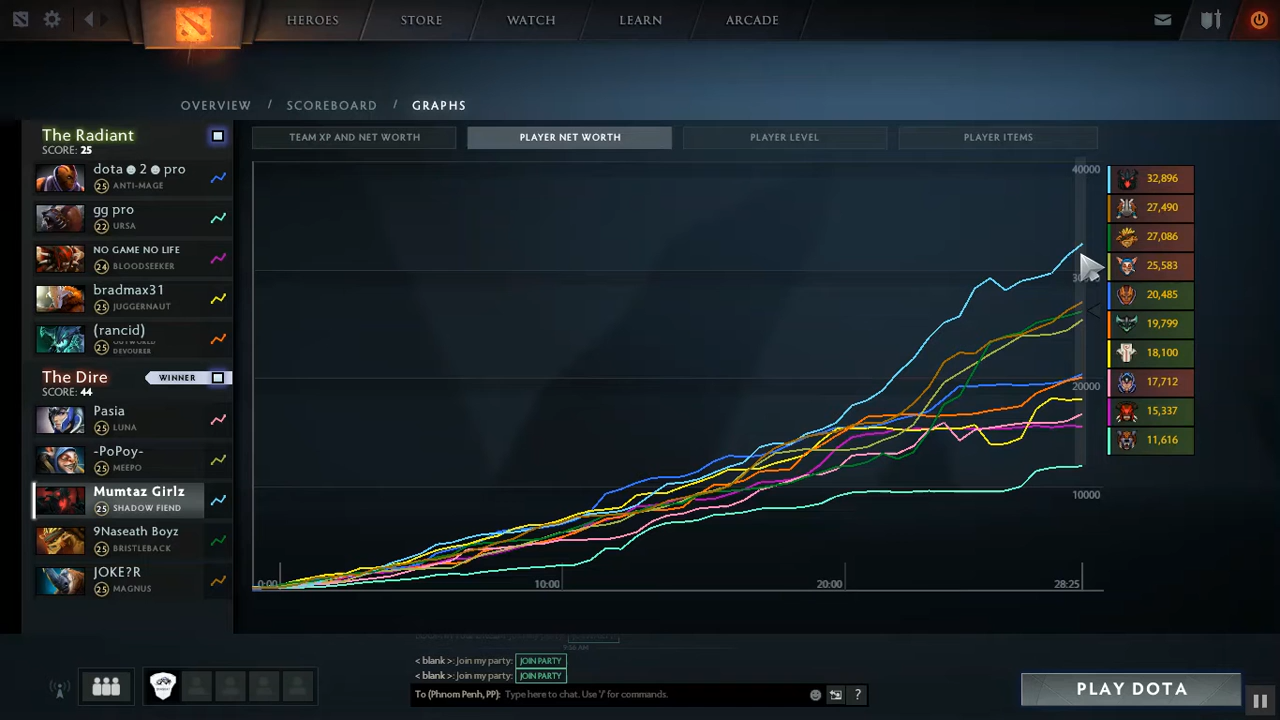 HEROES
STORE
WATCH
LEARN
ARCADE
OVERVIEW / SCOREBOARD / GRAPHS
The Radiant
SCORE: 25
dota ☻ 2 ☻ pro
25 ANTI-MAGE
gg pro
22 URSA
NO GAME NO LIFE
24 BLOODSEEKER
bradmax31
25 JUGGERNAUT
(rancid)
25 OUTWORLD DEVOURER
The Dire
WINNER
SCORE: 44
Pasia
25 LUNA
-PoPoy-
25 MEEPO
Mumtaz Girlz
25 SHADOW FIEND
9Naseath Boyz
25 BRISTLEBACK
JOKE?R
25 MAGNUS
TEAM XP AND NET WORTH
PLAYER NET WORTH
PLAYER LEVEL
PLAYER ITEMS
40000
20000
10000
0:00
10:00
20:00
28:25
32,896
27,490
27,086
25,583
20,485
19,799
18,100
17,712
15,337
11,616
9:56 AM
< blank >: Join my party: JOIN PARTY
< blank >: Join my party: JOIN PARTY
To (Phnom Penh, PP): Type here to chat. Use '/' for commands.
?
PLAY DOTA